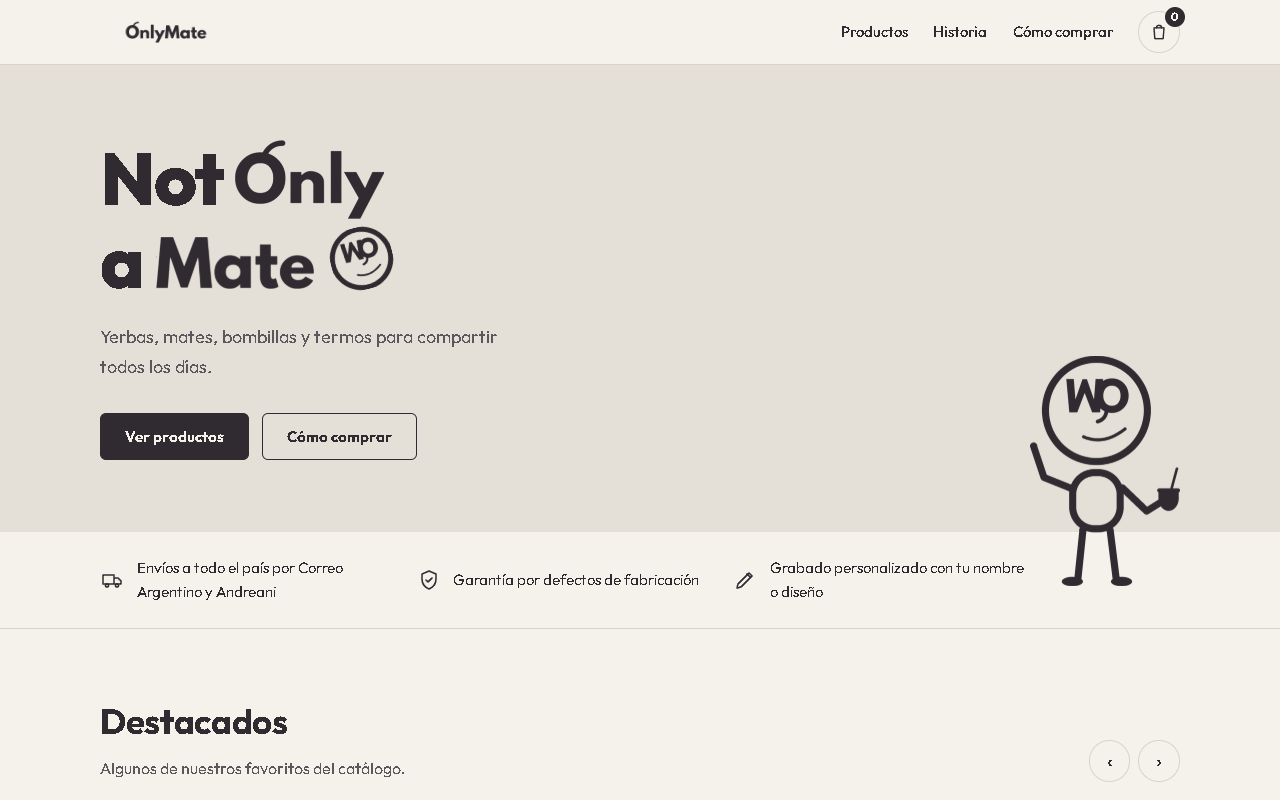 ÓnlyMate
Productos
Historia
Cómo comprar
0
Not Ónly
a Mate
Yerbas, mates, bombillas y termos para compartir
todos los días.
Ver productos
Cómo comprar
Envíos a todo el país por Correo
Argentino y Andreani
Garantía por defectos de fabricación
Grabado personalizado con tu nombre
o diseño
Destacados
Algunos de nuestros favoritos del catálogo.
‹
›